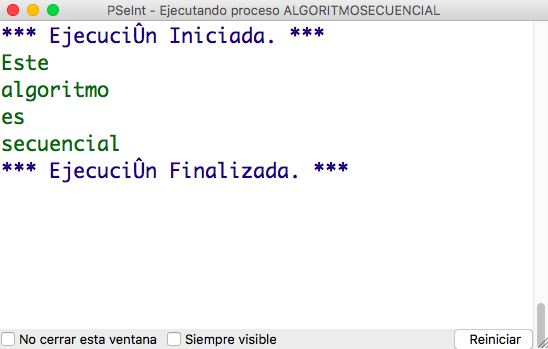 PSeInt - Ejecutando proceso ALGORITMOSECUENCIAL
*** EjecuciÛn Iniciada. ***
Este
algoritmo
es
secuencial
*** EjecuciÛn Finalizada. ***
No cerrar esta ventana Siempre visible Reiniciar